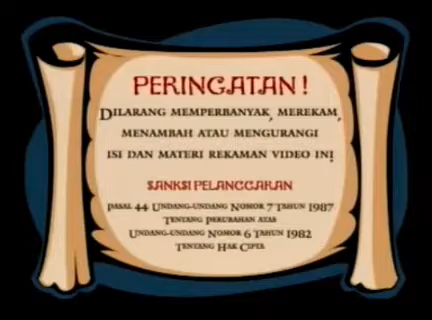 PERINGATAN !
DILARANG MEMPERBANYAK, MEREKAM,
MENAMBAH ATAU MENGURANGI
ISI DAN MATERI REKAMAN VIDEO INI!
SANKSI PELANGGARAN
PASAL 44 UNDANG-UNDANG NOMOR 7 TAHUN 1987
TENTANG PERUBAHAN ATAS
UNDANG-UNDANG NOMOR 6 TAHUN 1982
TENTANG HAK CIPTA